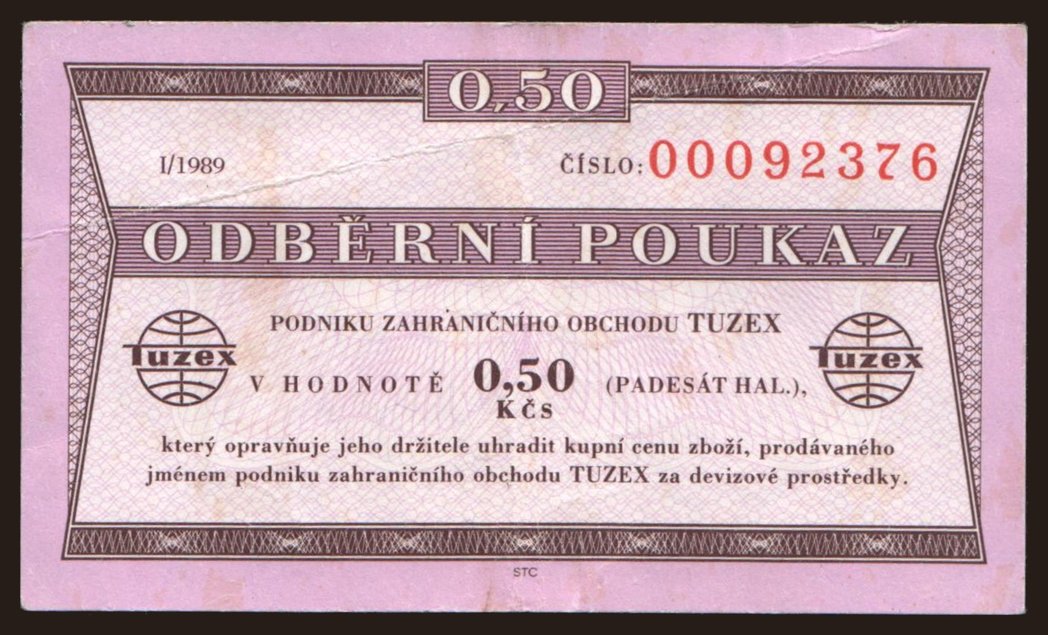 0,50
I/1989
ČÍSLO: 00092376
ODBĚRNÍ POUKAZ
PODNIKU ZAHRANIČNÍHO OBCHODU TUZEX
Tuzex
V HODNOTĚ 0,50 (PADESÁT HAL.),
KČS
Tuzex
který opravňuje jeho držitele uhradit kupní cenu zboží, prodávaného
jménem podniku zahraničního obchodu TUZEX za devizové prostředky.
STC